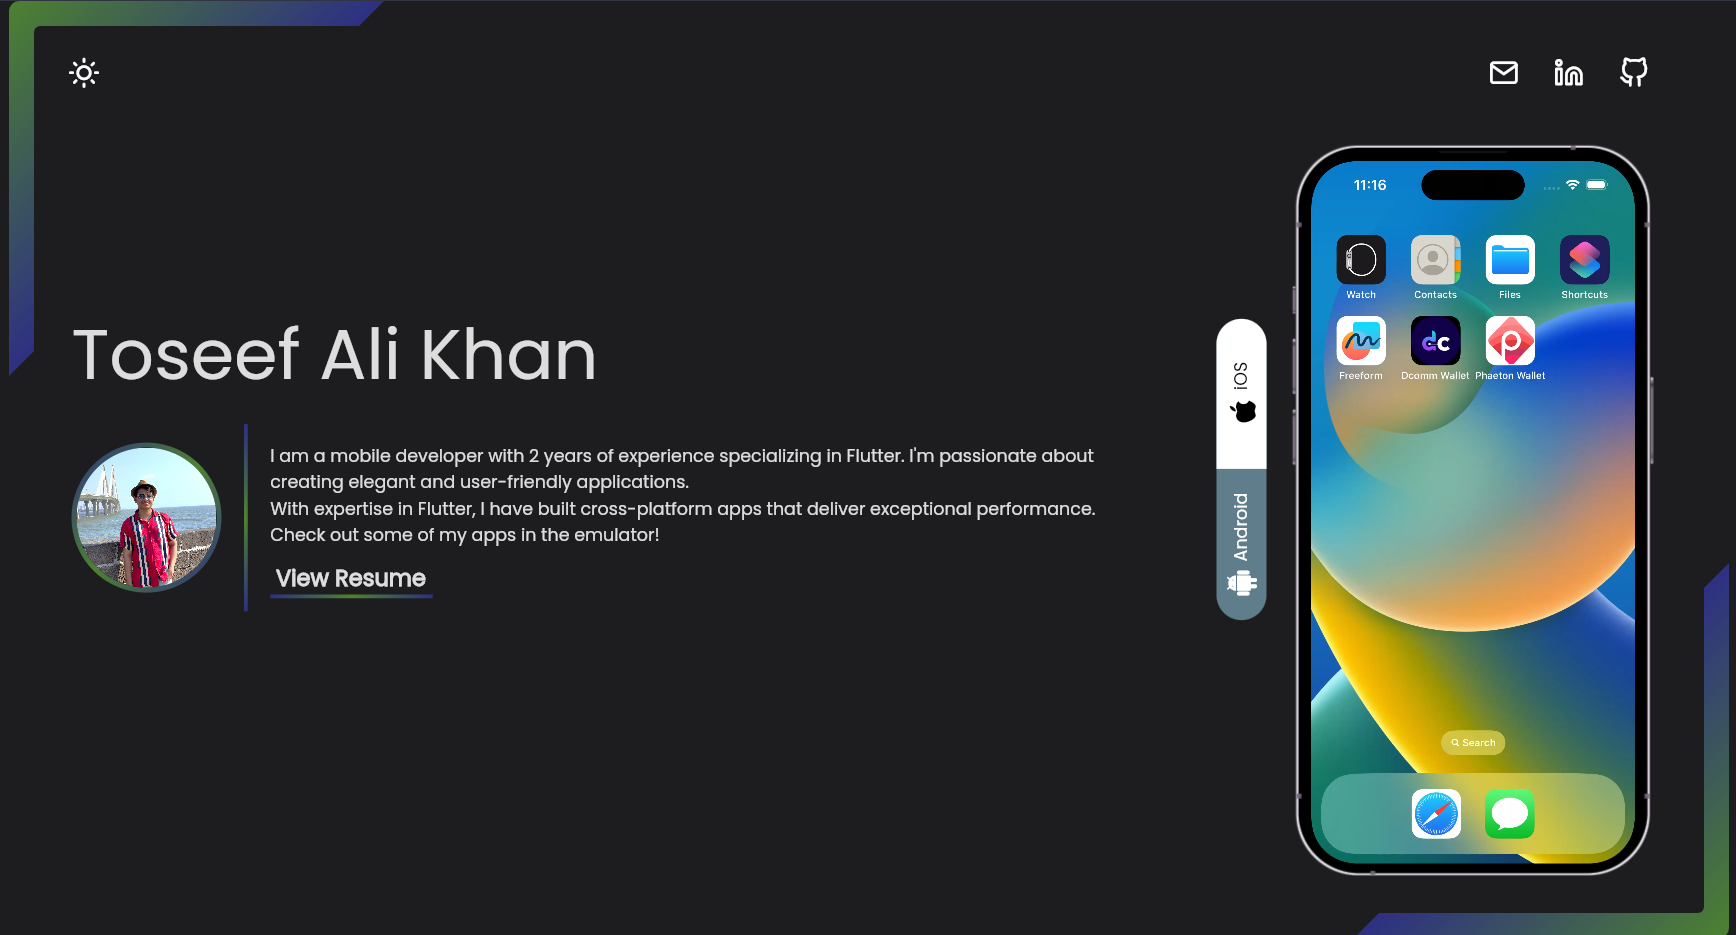 Toseef Ali Khan
I am a mobile developer with 2 years of experience specializing in Flutter. I'm passionate about
creating elegant and user-friendly applications.
With expertise in Flutter, I have built cross-platform apps that deliver exceptional performance.
Check out some of my apps in the emulator!
View Resume
iOS
Android
11:16
Watch Contacts Files Shortcuts
dc
Freeform Dcomm Wallet Phaeton Wallet
Search